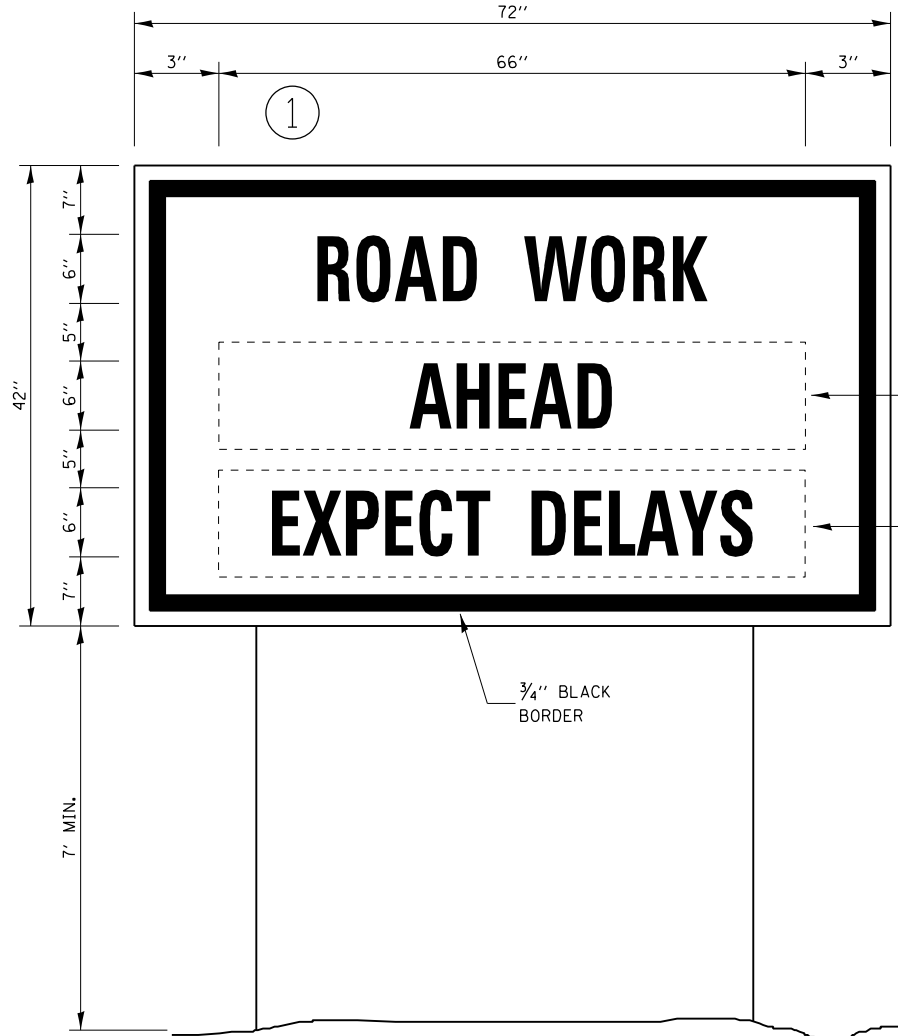 72''
3'' 66'' 3''
1
7''
6''
5''
6''
5''
6''
7''
42''
ROAD WORK
AHEAD
EXPECT DELAYS
¾'' BLACK
BORDER
7' MIN.